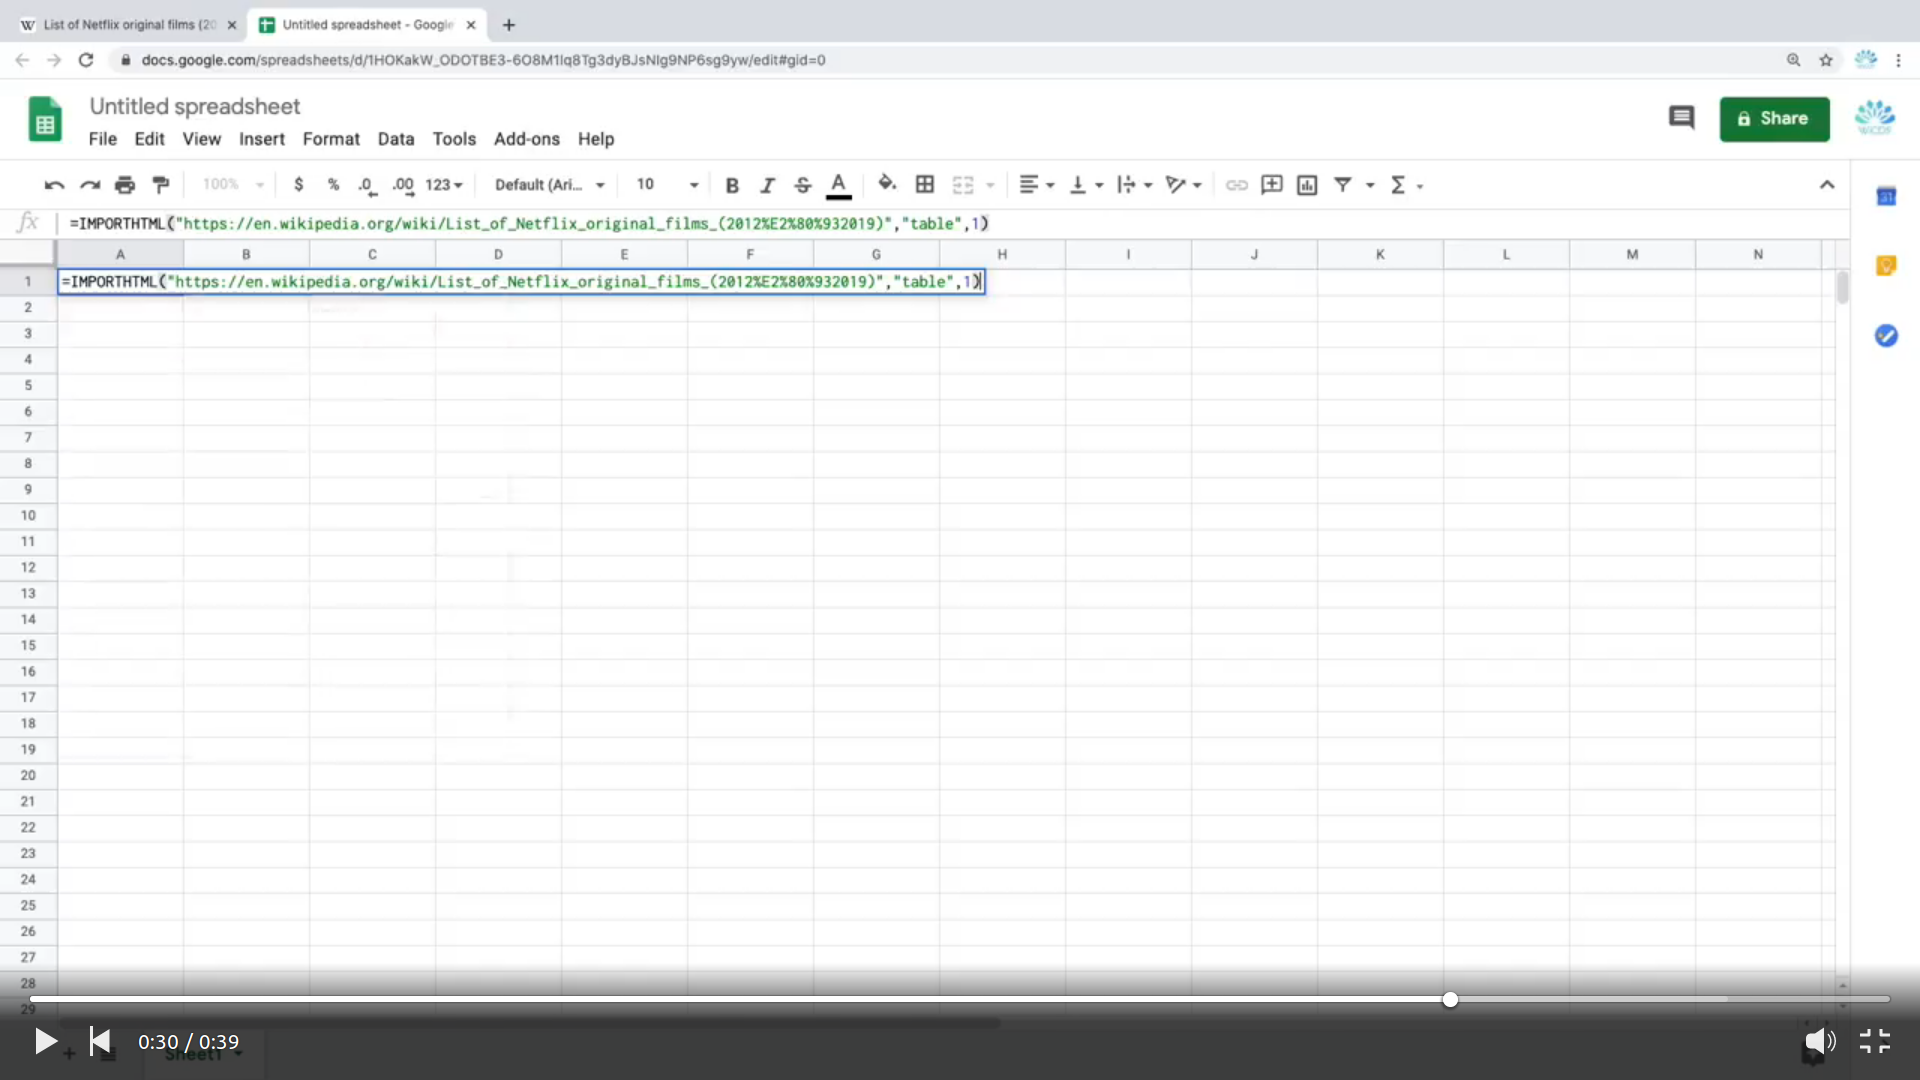 List of Netflix original films (20
Untitled spreadsheet - Google
docs.google.com/spreadsheets/d/1HOKakW_ODOTBE3-6O8M1lq8Tg3dyBJsNIg9NP6sg9yw/edit#gid=0
Untitled spreadsheet
File Edit View Insert Format Data Tools Add-ons Help
Share
WiCDS
100% $ % .0 .00 123 Default (Ari... 10 B I S A
31
fx =IMPORTHTML("https://en.wikipedia.org/wiki/List_of_Netflix_original_films_(2012%E2%80%932019)","table",1)
A B C D E F G H I J K L M N
1 =IMPORTHTML("https://en.wikipedia.org/wiki/List_of_Netflix_original_films_(2012%E2%80%932019)","table",1)
2
3
4
5
6
7
8
9
10
11
12
13
14
15
16
17
18
19
20
21
22
23
24
25
26
27
28
29
0:30 / 0:39
Sheet1